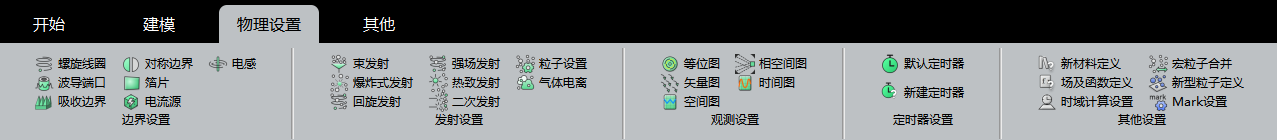 开始 建模 物理设置 其他
螺旋线圈 对称边界 电感
波导端口 箔片
吸收边界 电流源
边界设置
束发射 强场发射 粒子设置
爆炸式发射 热致发射 气体电离
回旋发射 二次发射
发射设置
等位图 相空间图
矢量图 时间图
空间图
观测设置
默认定时器
新建定时器
定时器设置
新材料定义 宏粒子合并
场及函数定义 新型粒子定义
时域计算设置 mark Mark设置
其他设置